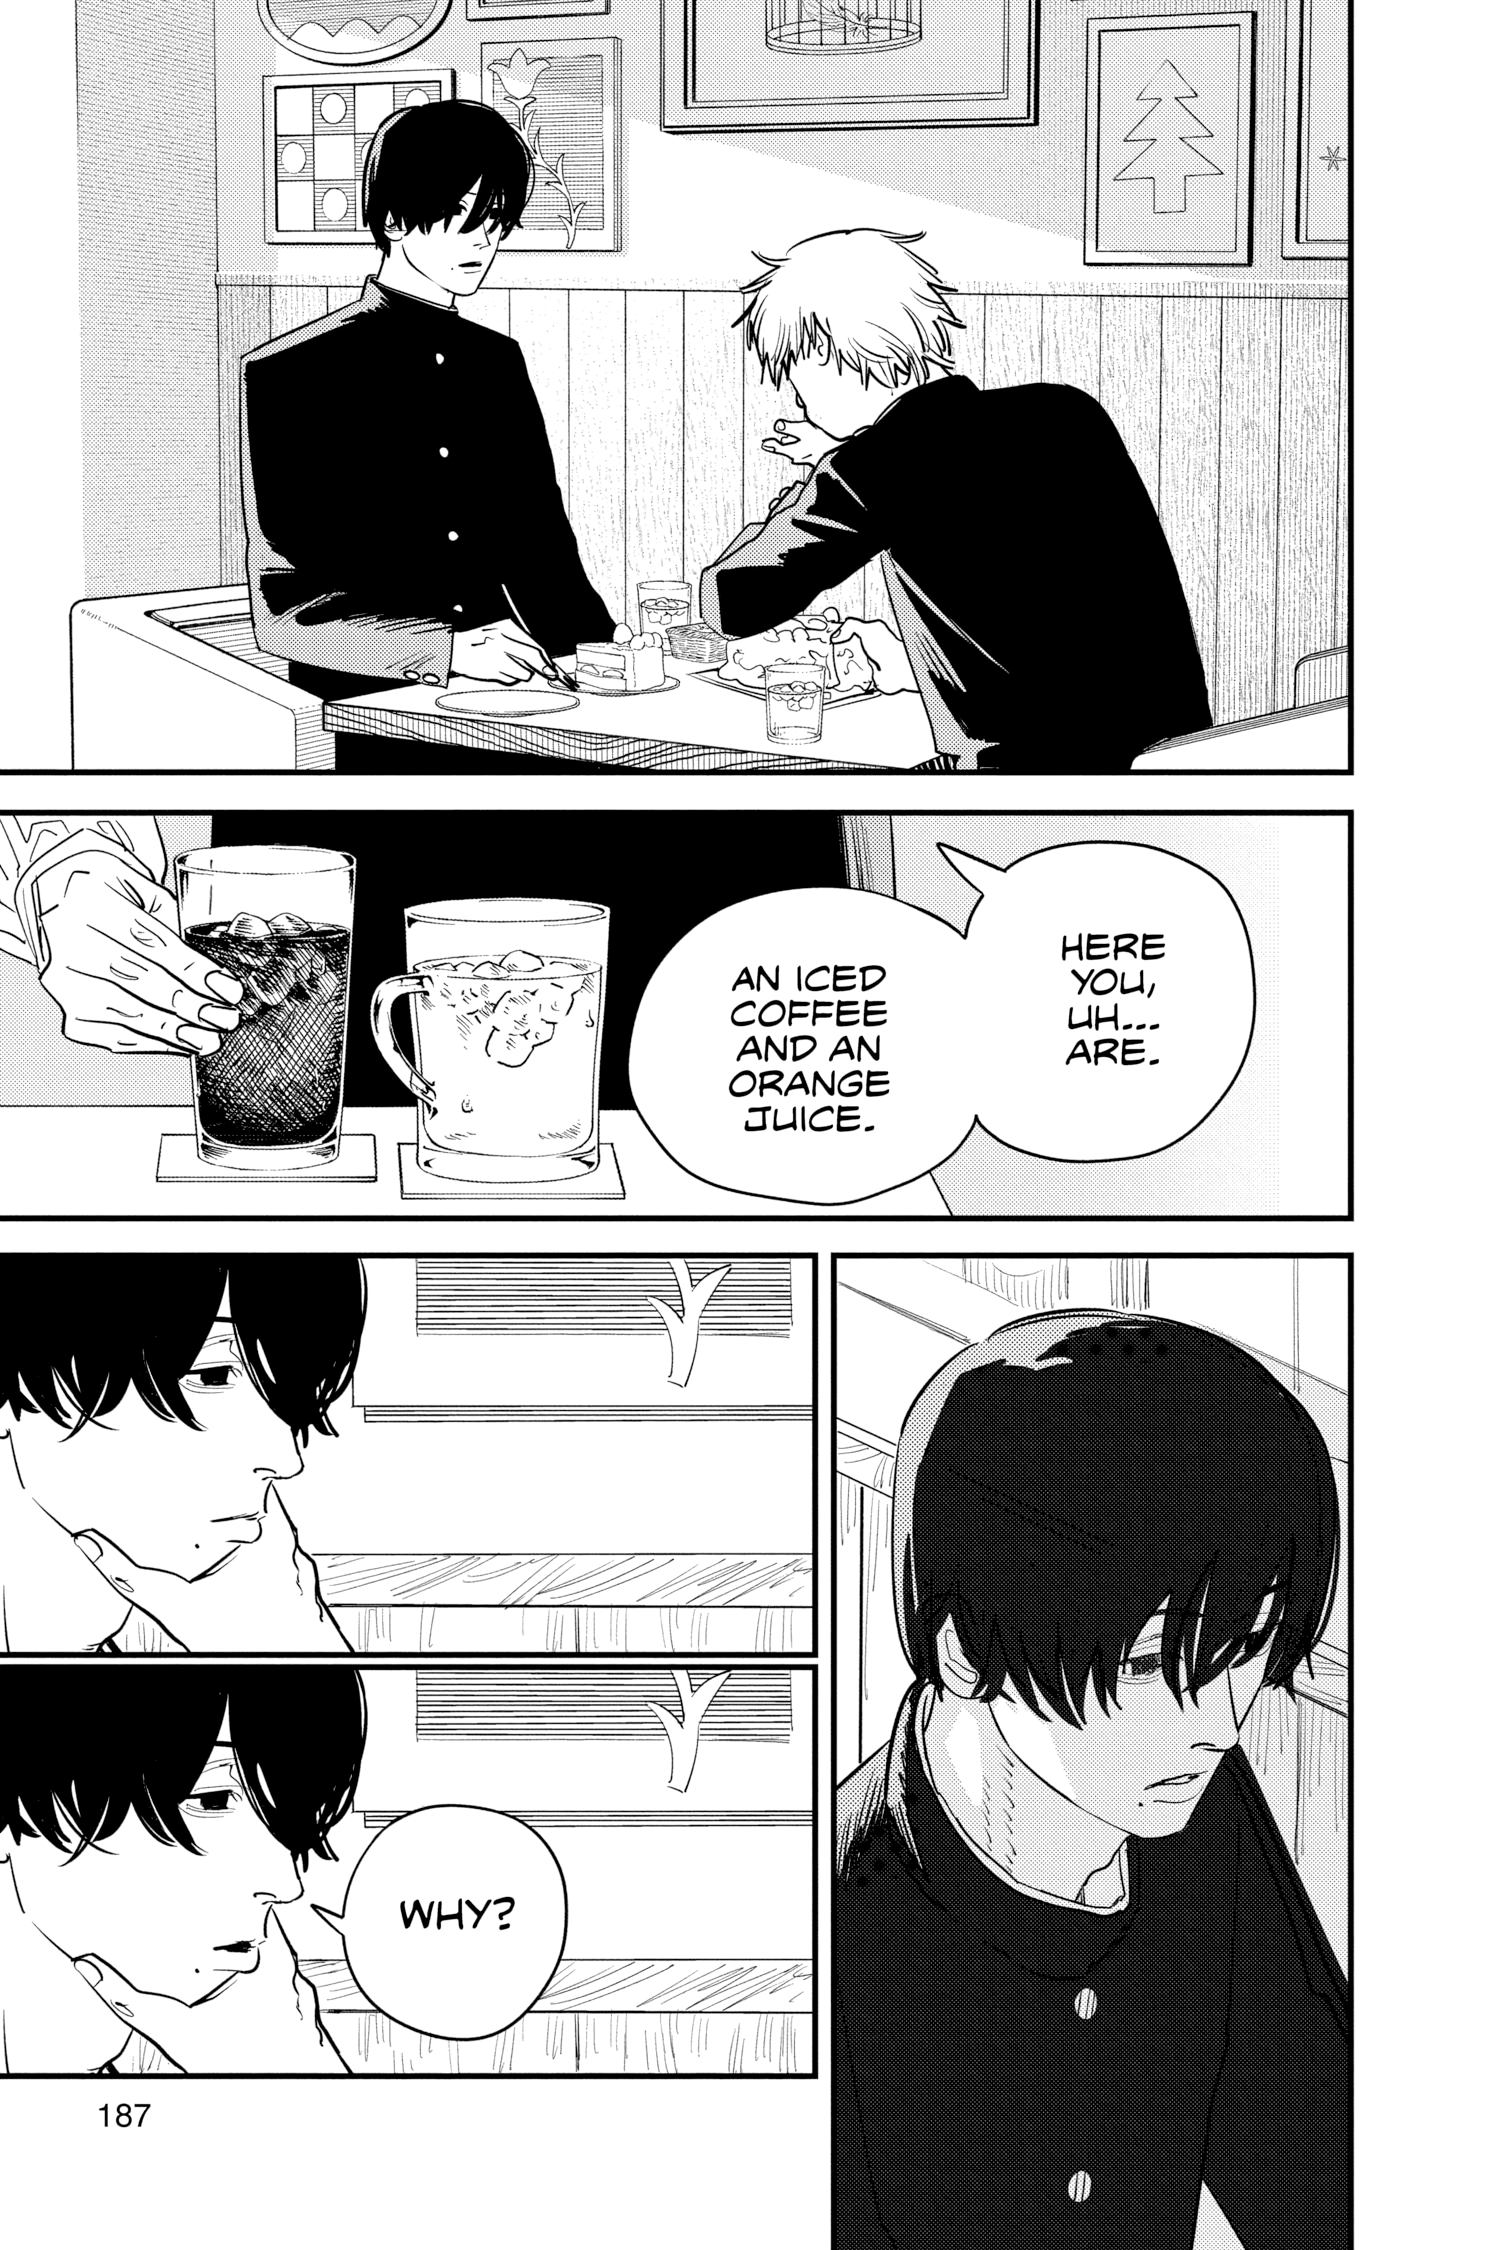 HERE
YOU,
UH...
ARE.
AN ICED
COFFEE
AND AN
ORANGE
JUICE.
WHY?
187